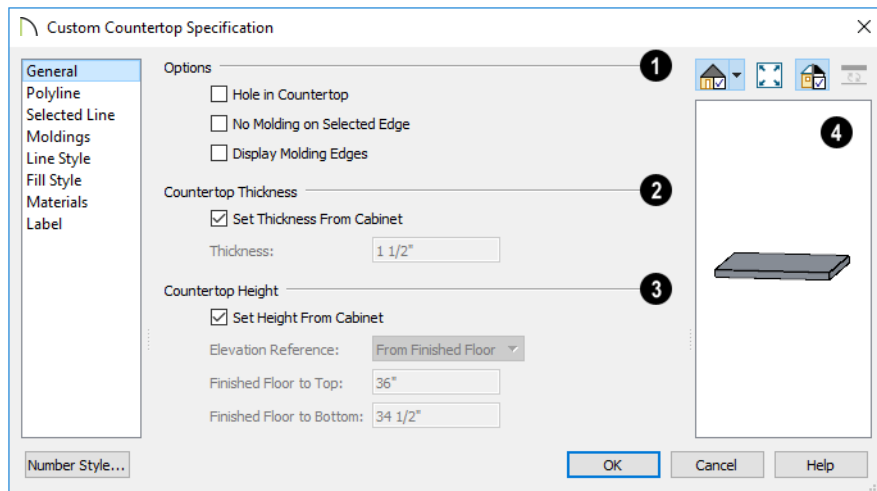 Custom Countertop Specification
General
Polyline
Selected Line
Moldings
Line Style
Fill Style
Materials
Label
Options
1
Hole in Countertop
No Molding on Selected Edge
Display Molding Edges
Countertop Thickness
2
Set Thickness From Cabinet
Thickness: 1 1/2"
Countertop Height
3
Set Height From Cabinet
Elevation Reference: From Finished Floor
Finished Floor to Top: 36"
Finished Floor to Bottom: 34 1/2"
4
Number Style...
OK
Cancel
Help